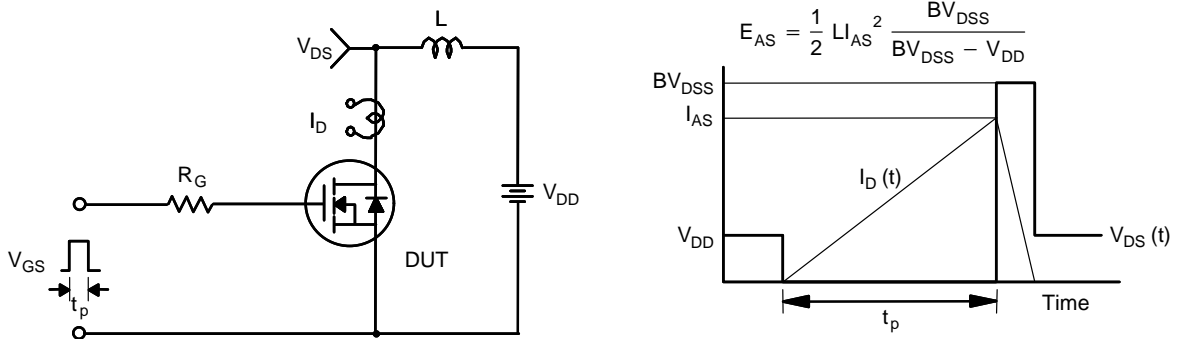 L
V_DS
I_D
R_G
V_DD
V_GS
DUT
t_p
E_AS = 1/2 LI_AS^2 BV_DSS / (BV_DSS − V_DD)
BV_DSS
I_AS
I_D (t)
V_DD
V_DS (t)
t_p
Time